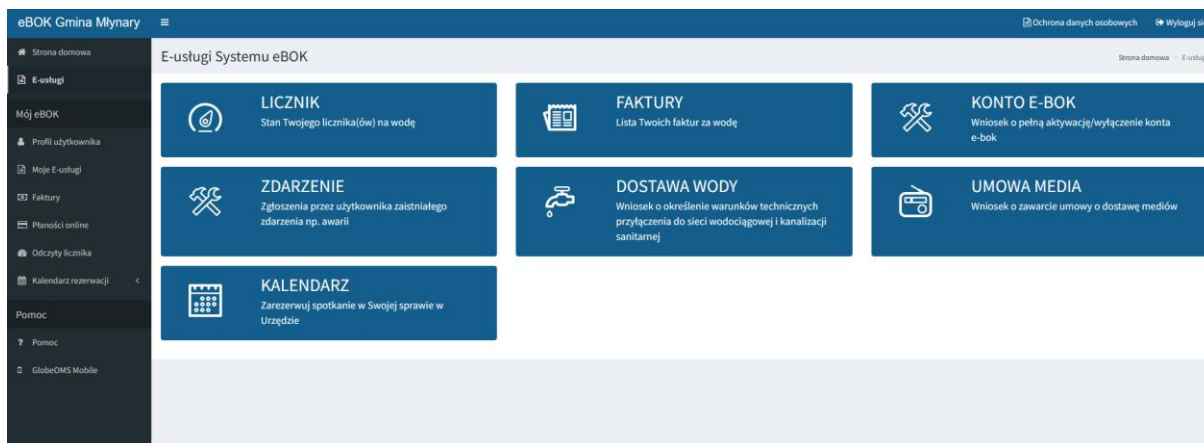 eBOK Gmina Młynary
Ochrona danych osobowych
Wyloguj si
Strona domowa
E-usługi
Mój eBOK
Profil użytkownika
Moje E-usługi
Faktury
Płaności online
Odczyty licznika
Kalendarz rezerwacji
Pomoc
Pomoc
GlobeOMS Mobile
E-usługi Systemu eBOK
Strona domowa
LICZNIK
Stan Twojego licznika(ów) na wodę
FAKTURY
Lista Twoich faktur za wodę
KONTO E-BOK
Wniosek o pełną aktywację/wyłączenie konta
e-bok
ZDARZENIE
Zgłoszenia przez użytkownika zaistniałego
zdarzenia np. awarii
DOSTAWA WODY
Wniosek o określenie warunków technicznych
przyłączenia do sieci wodociągowej i kanalizacji
sanitarnej
UMOWA MEDIA
Wniosek o zawarcie umowy o dostawę mediów
KALENDARZ
Zarezerwuj spotkanie w Swojej sprawie w
Urzędzie